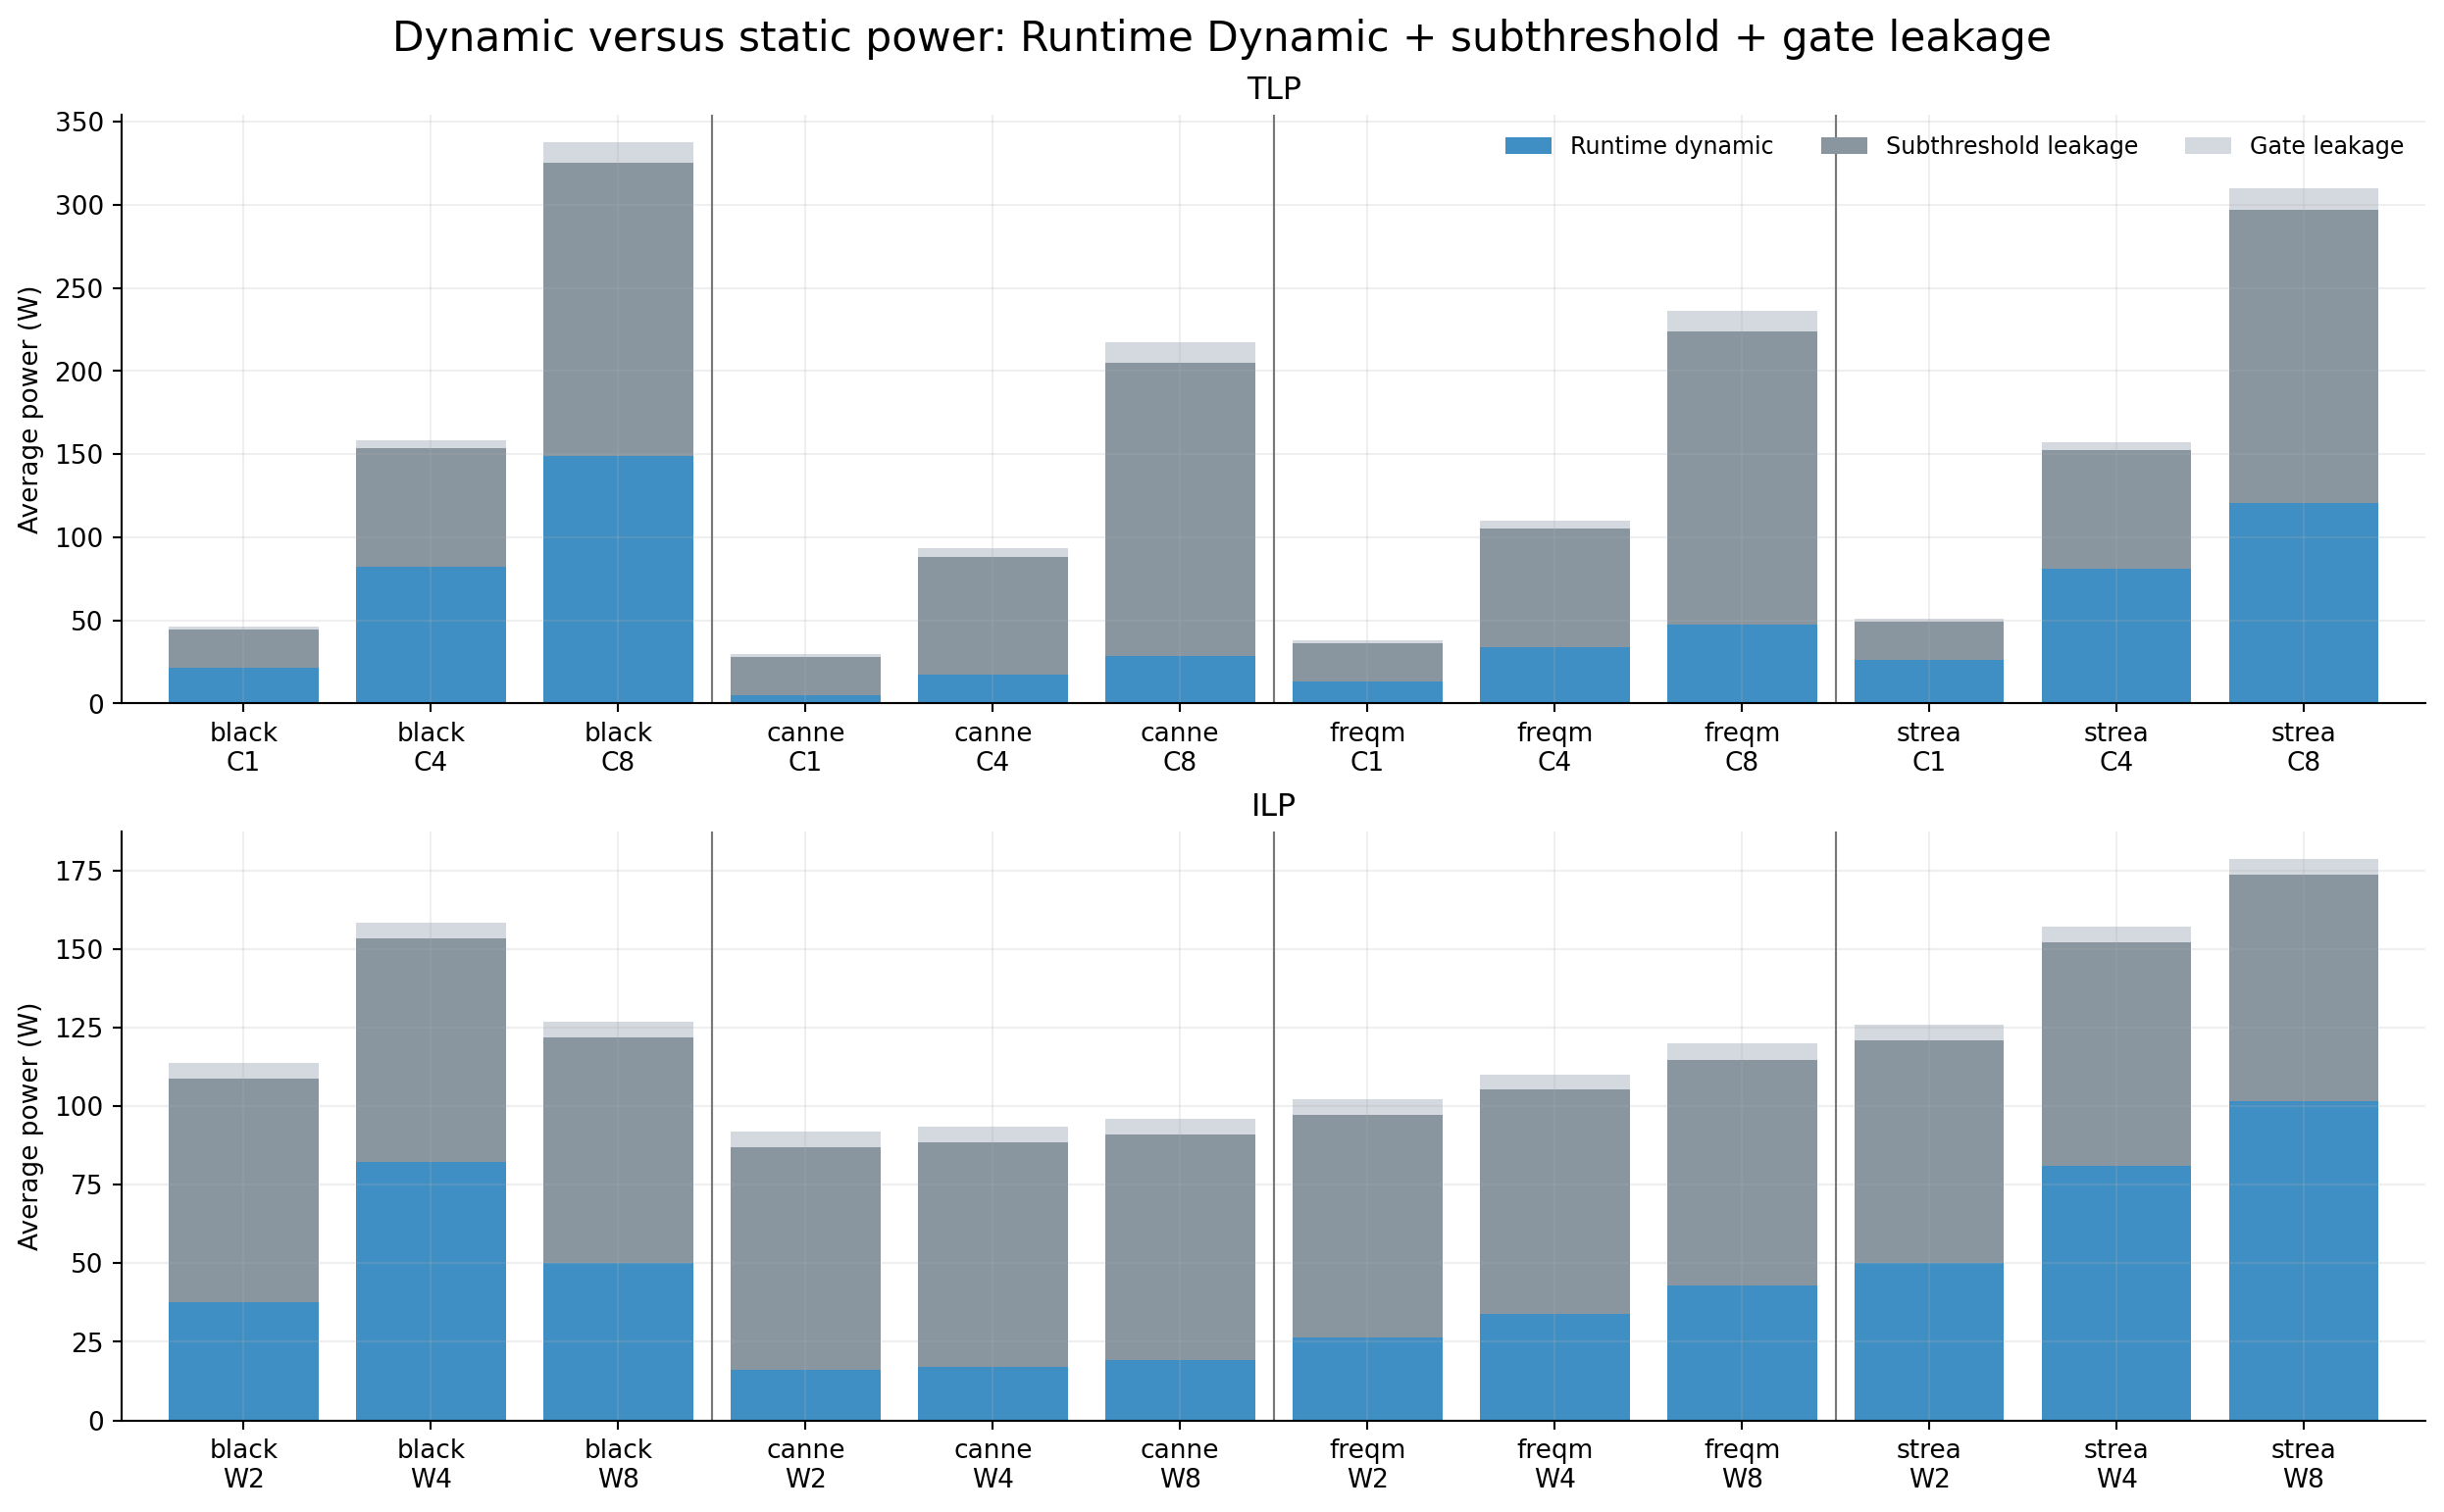 Dynamic versus static power: Runtime Dynamic + subthreshold + gate leakage
TLP
Runtime dynamic
Subthreshold leakage
Gate leakage
Average power (W)
350
300
250
200
150
100
50
0
black C1
black C4
black C8
canne C1
canne C4
canne C8
freqm C1
freqm C4
freqm C8
strea C1
strea C4
strea C8
ILP
Average power (W)
175
150
125
100
75
50
25
0
black W2
black W4
black W8
canne W2
canne W4
canne W8
freqm W2
freqm W4
freqm W8
strea W2
strea W4
strea W8